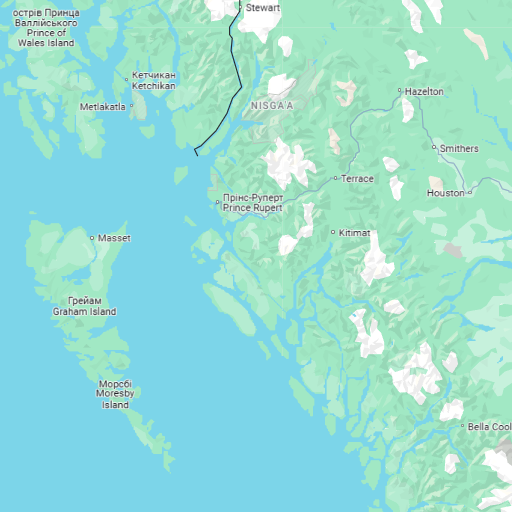 Stewart
острів Принца
Валлійського
Prince of
Wales Island
Кетчикан
Ketchikan
Metlakatla
NISGA'A
Hazelton
Smithers
Terrace
Houston
Прінс-Руперт
Prince Rupert
Kitimat
Masset
Грейам
Graham Island
Морсбі
Moresby
Island
Bella Cool